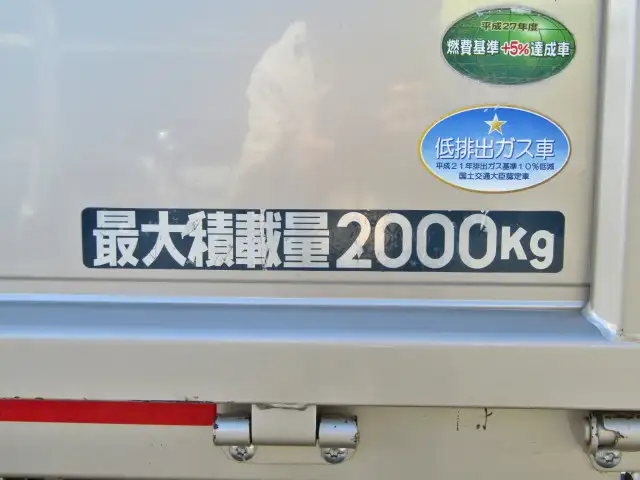 平成27年度
燃費基準+5%達成車
低排出ガス車
平成21年排出ガス基準10%低減
国土交通大臣認定車
最大積載量2000Kg